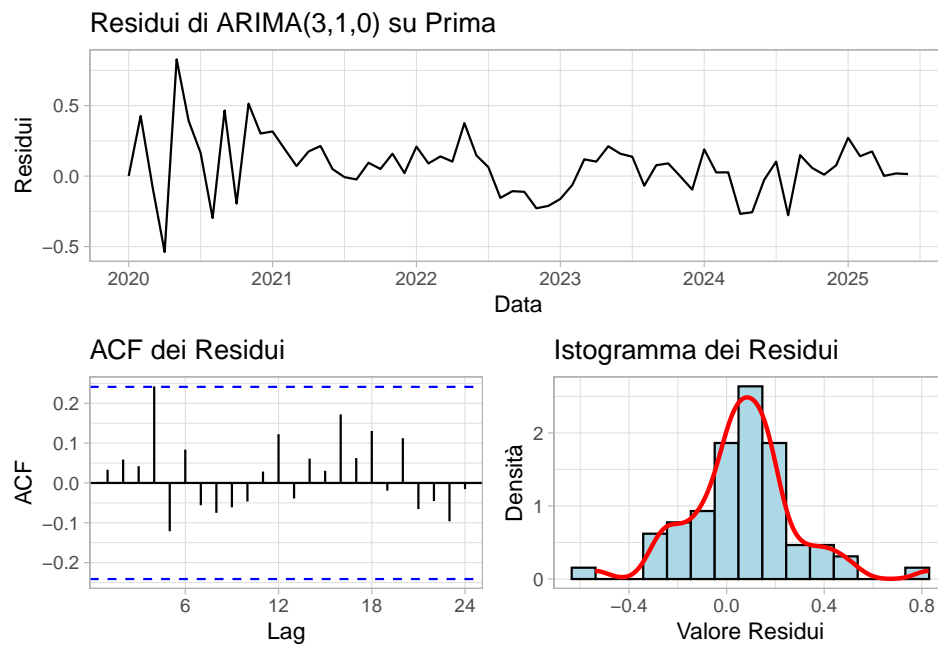 Residui di ARIMA(3,1,0) su Prima
Residui
0.5
0.0
−0.5
2020 2021 2022 2023 2024 2025
Data
ACF dei Residui
ACF
0.2
0.1
0.0
−0.1
−0.2
6 12 18 24
Lag
Istogramma dei Residui
Densità
2
1
0
−0.4 0.0 0.4 0.8
Valore Residui